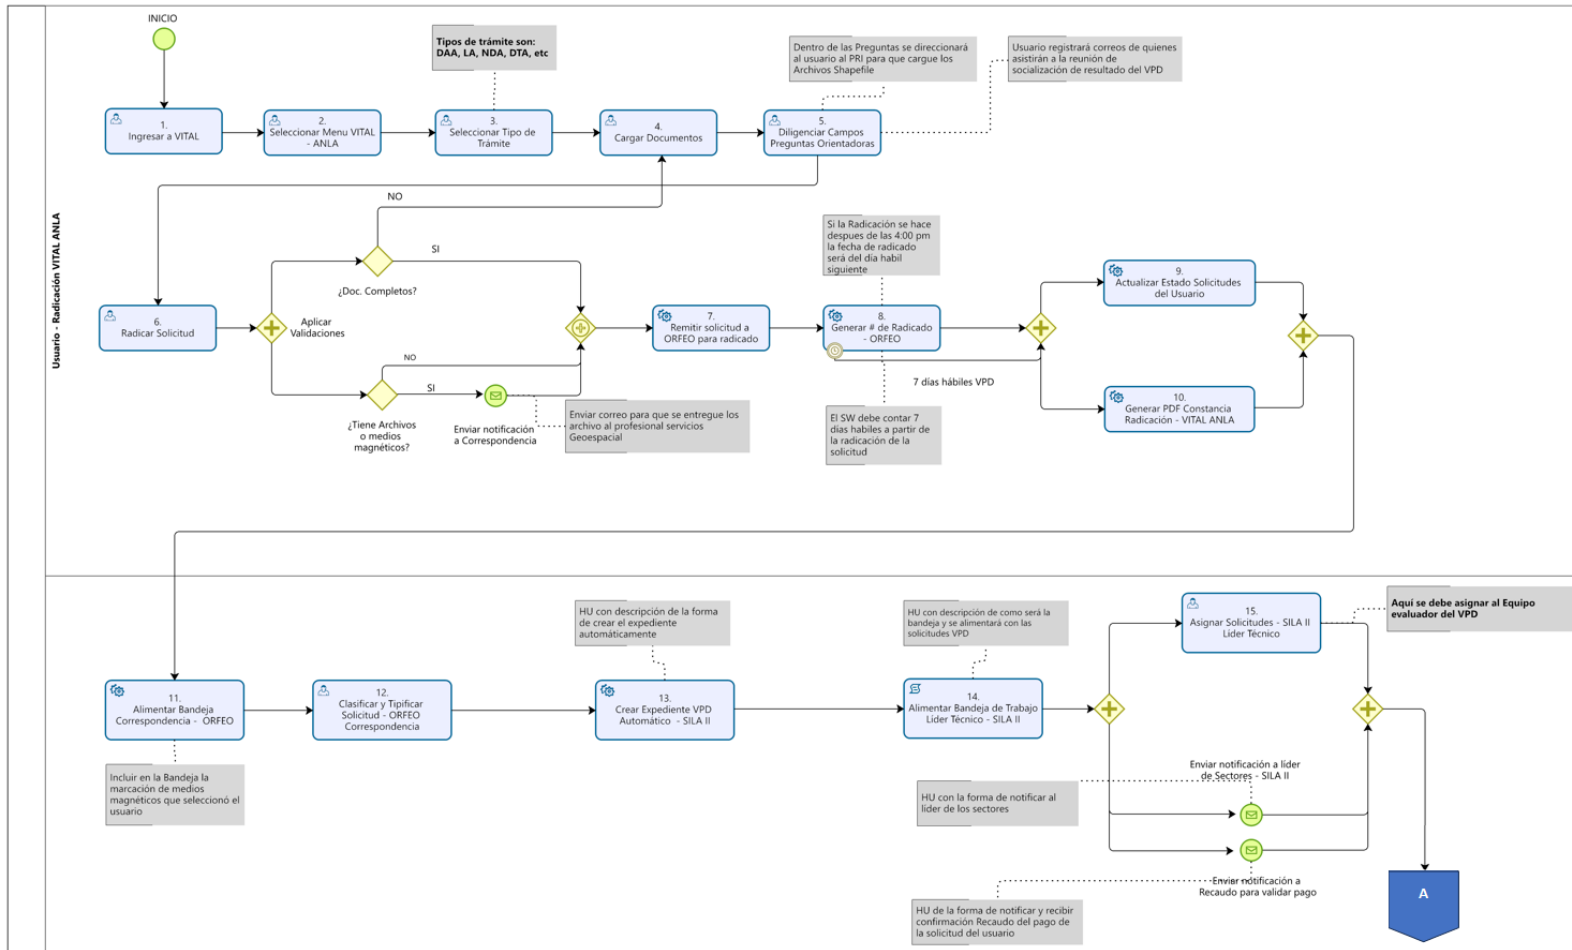 INICIO
Tipos de trámite son:
DAA, LA, NDA, DTA, etc
Dentro de las Preguntas se direccionará
al usuario al PRI para que cargue los
Archivos Shapefile
Usuario registrará correos de quienes
asistirán a la reunión de
socialización de resultado del VPD
1.
Ingresar a VITAL
2.
Seleccionar Menu VITAL
- ANLA
3.
Seleccionar Tipo de
Trámite
4.
Cargar Documentos
5.
Diligenciar Campos
Preguntas Orientadoras
Usuario - Radicación VITAL ANLA
NO
SI
¿Doc. Completos?
Si la Radicación se hace
despues de las 4:00 pm
la fecha de radicado
será del día habil
siguiente
6.
Radicar Solicitud
Aplicar
Validaciones
7.
Remitir solicitud a
ORFEO para radicado
8.
Generar # de Radicado
- ORFEO
9.
Actualizar Estado Solicitudes
del Usuario
NO
SI
¿Tiene Archivos
o medios
magnéticos?
Enviar notificación
a Correspondencia
Enviar correo para que se entregue los
archivo al profesional servicios
Geoespacial
7 días hábiles VPD
El SW debe contar 7
días habiles a partir de
la radicación de la
solicitud
10.
Generar PDF Constancia
Radicación - VITAL ANLA
HU con descripción de la forma
de crear el expediente
automáticamente
HU con descripción de como será la
bandeja y se alimentará con las
solicitudes VPD
15.
Asignar Solicitudes - SILA II
Líder Técnico
Aquí se debe asignar al Equipo
evaluador del VPD
11.
Alimentar Bandeja
Correspondencia - ORFEO
12.
Clasificar y Tipificar
Solicitud - ORFEO
Correspondencia
13.
Crear Expediente VPD
Automático - SILA II
14.
Alimentar Bandeja de Trabajo
Líder Técnico - SILA II
Incluir en la Bandeja la
marcación de medios
magnéticos que seleccionó el
usuario
Enviar notificación a líder
de Sectores - SILA II
HU con la forma de notificar al
líder de los sectores
Enviar notificación a
Recaudo para validar pago
HU de la forma de notificar y recibir
confirmación Recaudo del pago de
la solicitud del usuario
A